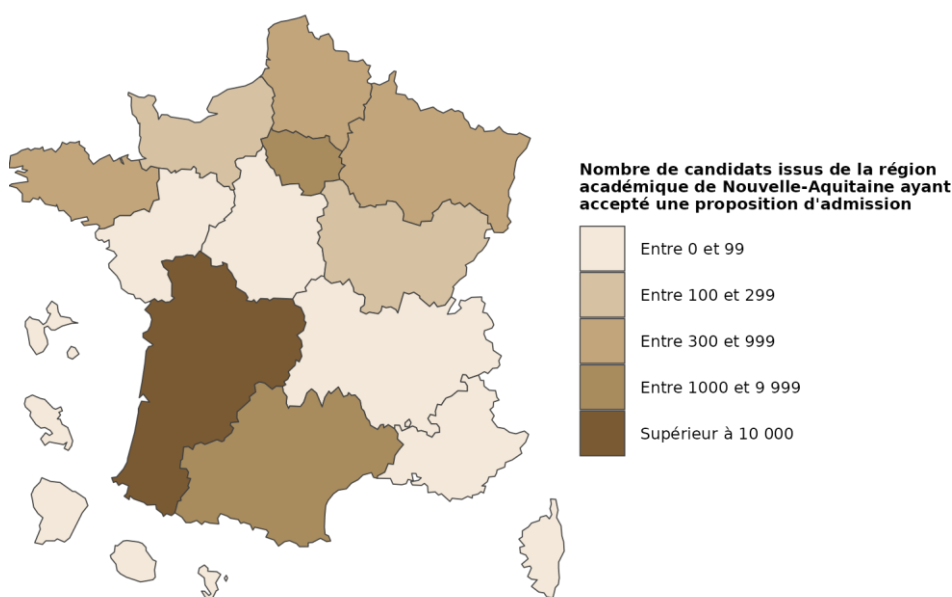 Nombre de candidats issus de la région
académique de Nouvelle-Aquitaine ayant
accepté une proposition d'admission
Entre 0 et 99
Entre 100 et 299
Entre 300 et 999
Entre 1000 et 9 999
Supérieur à 10 000